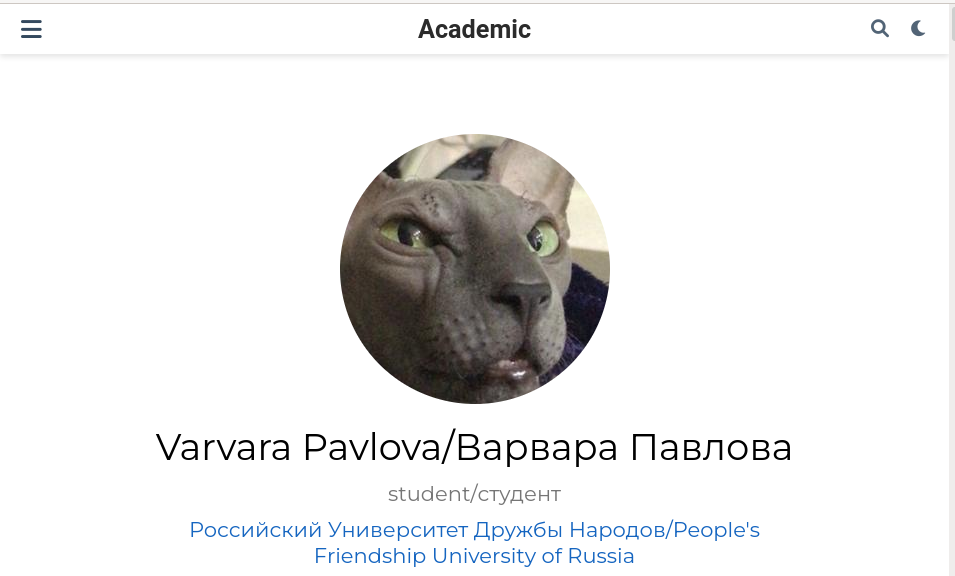 Academic
Varvara Pavlova/Варвара Павлова
student/студент
Российский Университет Дружбы Народов/People's
Friendship University of Russia